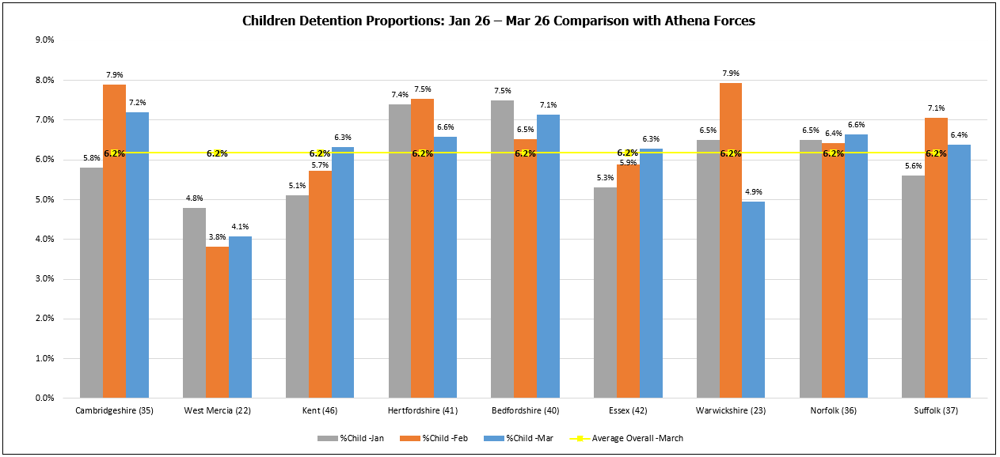 Children Detention Proportions: Jan 26 – Mar 26 Comparison with Athena Forces
9.0%
8.0%
7.0%
6.0%
5.0%
4.0%
3.0%
2.0%
1.0%
0.0%
5.8% 7.9% 7.2% 6.2%
4.8% 3.8% 4.1% 6.2%
5.1% 5.7% 6.3% 6.2%
7.4% 7.5% 6.6% 6.2%
7.5% 6.5% 7.1% 6.2%
5.3% 5.9% 6.3% 6.2%
6.5% 7.9% 4.9% 6.2%
6.5% 6.4% 6.6% 6.2%
5.6% 7.1% 6.4% 6.2%
Cambridgeshire (35) West Mercia (22) Kent (46) Hertfordshire (41) Bedfordshire (40) Essex (42) Warwickshire (23) Norfolk (36) Suffolk (37)
%Child -Jan %Child -Feb %Child -Mar Average Overall -March